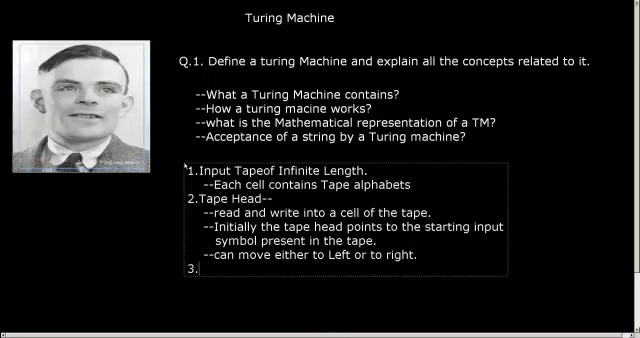 Turing Machine
Q.1. Define a turing Machine and explain all the concepts related to it.
--What a Turing Machine contains?
--How a turing macine works?
--what is the Mathematical representation of a TM?
--Acceptance of a string by a Turing machine?
1.Input Tapeof Infinite Length.
--Each cell contains Tape alphabets
2.Tape Head--
--read and write into a cell of the tape.
--Initially the tape head points to the starting input
symbol present in the tape.
--can move either to Left or to right.
3.